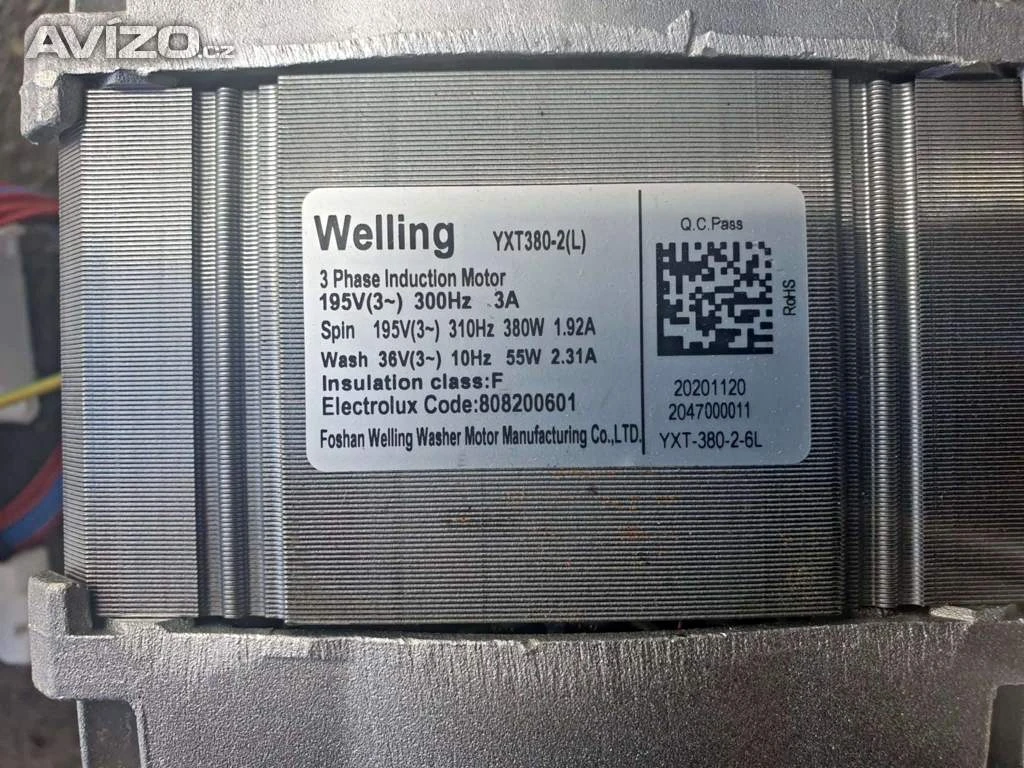 AVÍZO.cz
Welling YXT380-2(L)
3 Phase Induction Motor
195V(3~) 300Hz 3A
Spin 195V(3~) 310Hz 380W 1.92A
Wash 36V(3~) 10Hz 55W 2.31A
Insulation class:F
Electrolux Code:808200601
Foshan Welling Washer Motor Manufacturing Co.,LTD.
Q.C.Pass
RoHS
20201120
2047000011
YXT-380-2-6L